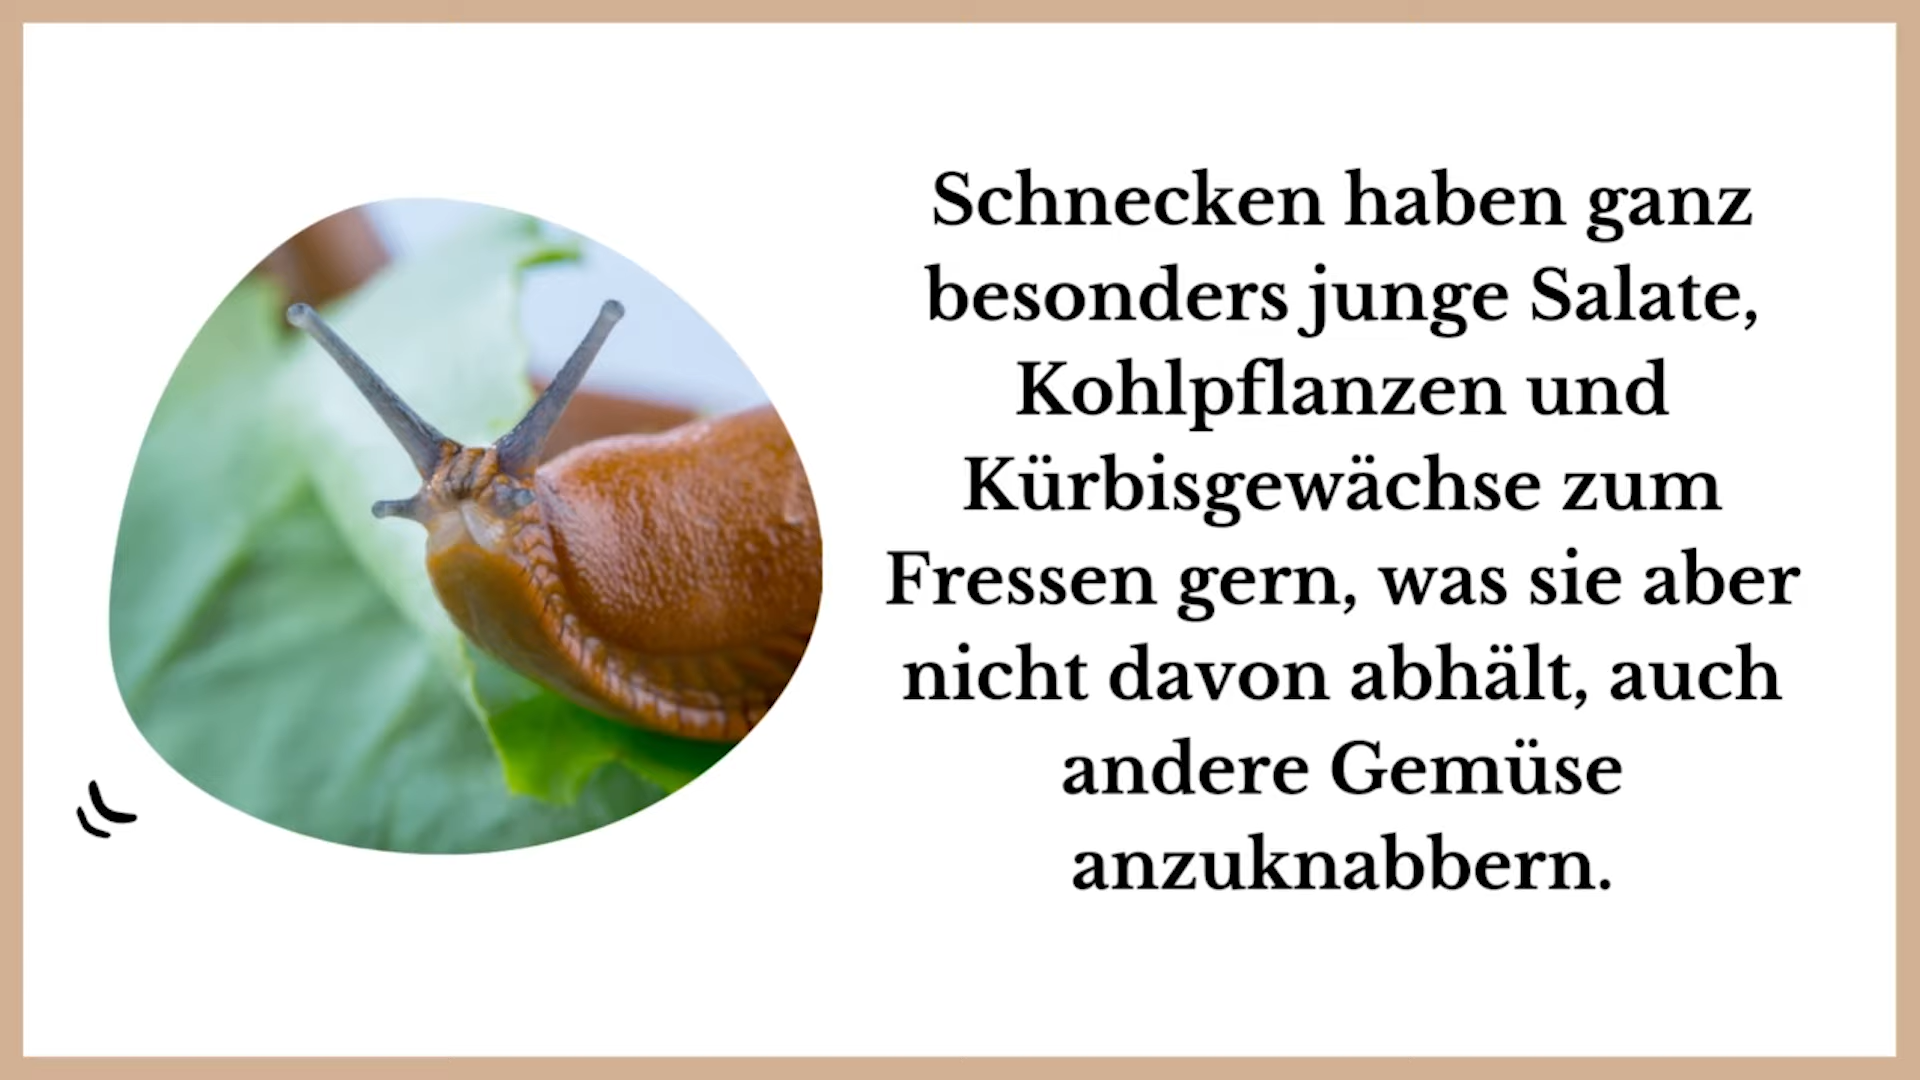 Schnecken haben ganz
besonders junge Salate,
Kohlpflanzen und
Kürbisgewächse zum
Fressen gern, was sie aber
nicht davon abhält, auch
andere Gemüse
anzuknabbern.